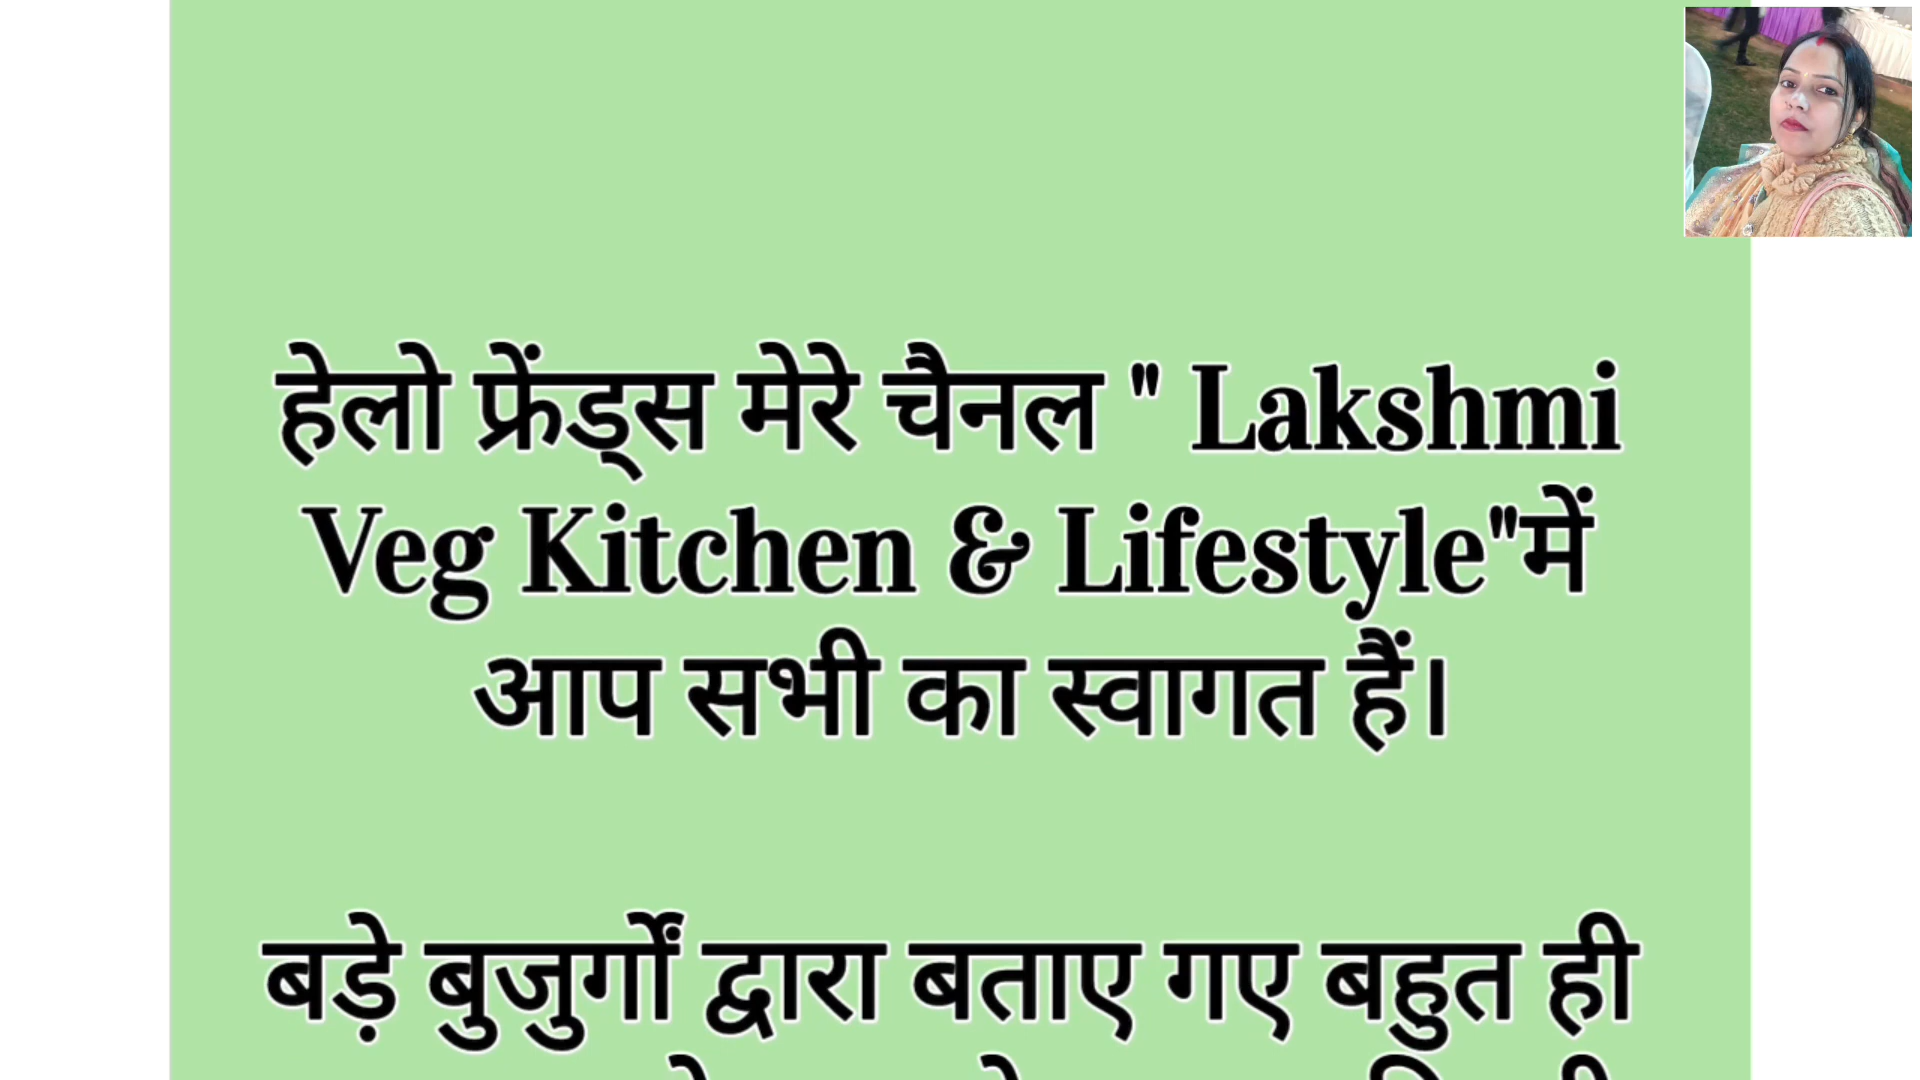 हेलो फ्रेंड्स मेरे चैनल " Lakshmi
Veg Kitchen & Lifestyle"में
आप सभी का स्वागत हैं।
बड़े बुजुर्गों द्वारा बताए गए बहुत ही